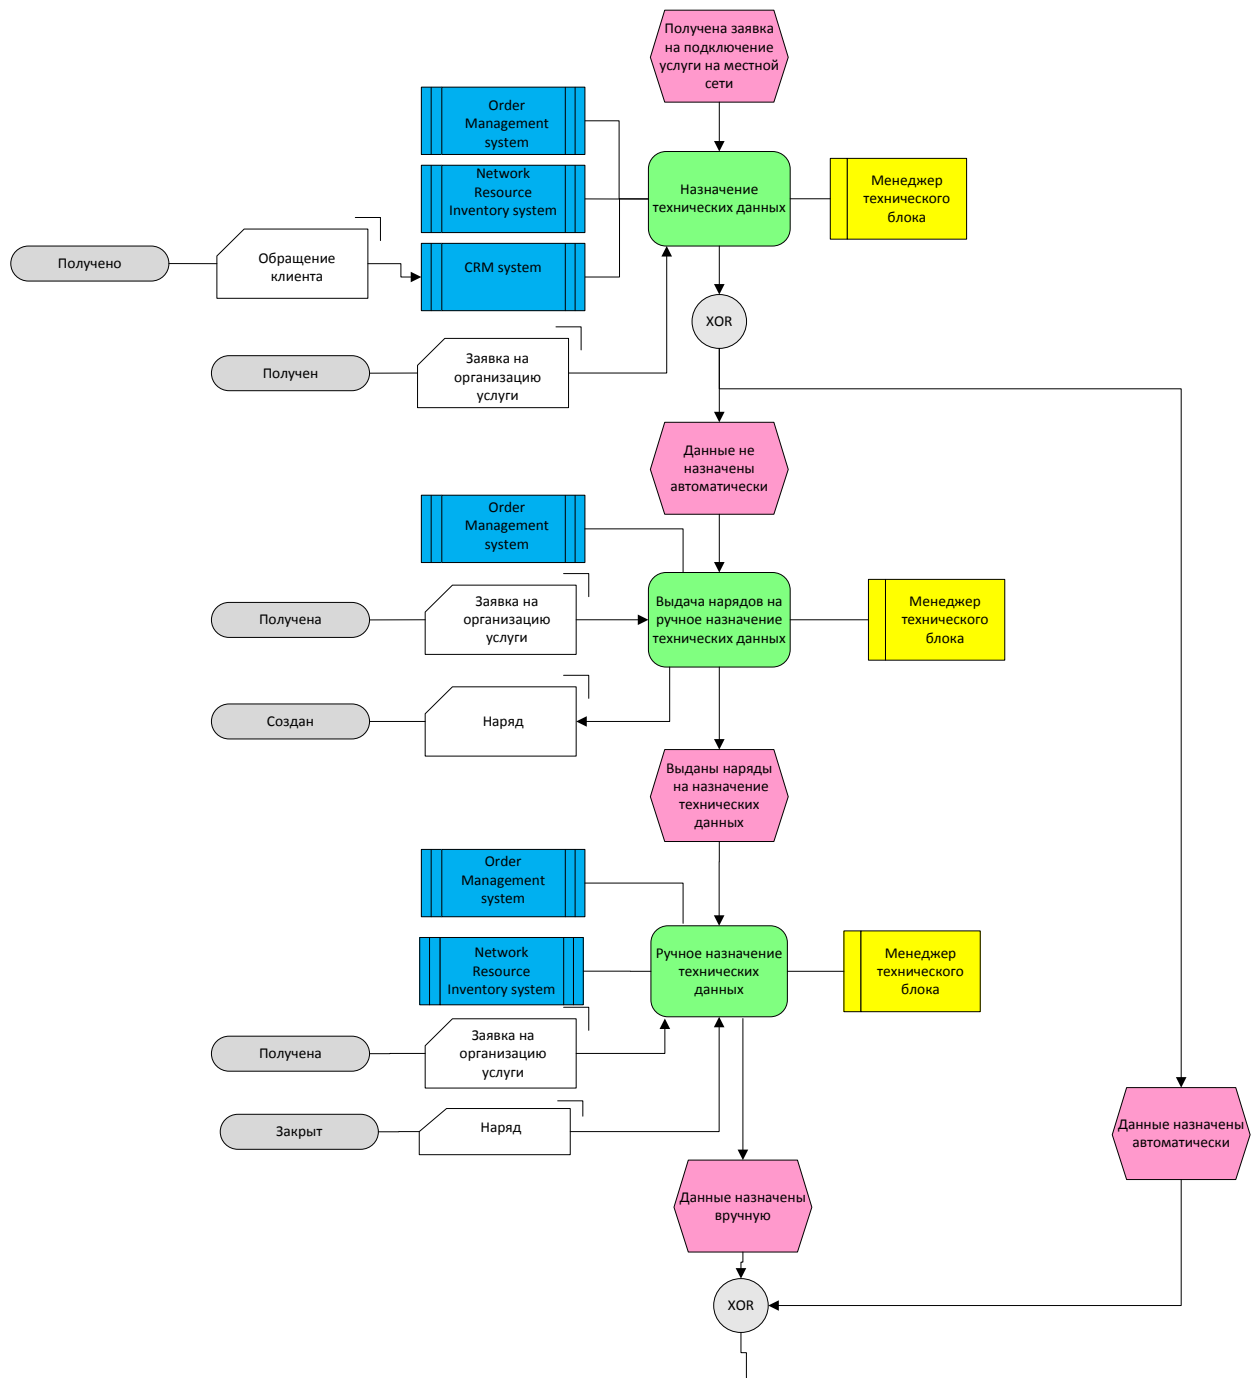 Получена заявка
на подключение
услуги на местной
сети
Order
Management
system
Network
Resource
Inventory system
CRM system
Назначение
технических данных
Менеджер
технического
блока
Получено
Обращение
клиента
XOR
Получен
Заявка на
организацию
услуги
Данные не
назначены
автоматически
Order
Management
system
Получена
Заявка на
организацию
услуги
Выдача нарядов на
ручное назначение
технических данных
Менеджер
технического
блока
Создан
Наряд
Выданы наряды
на назначение
технических
данных
Order
Management
system
Network
Resource
Inventory system
Ручное назначение
технических
данных
Менеджер
технического
блока
Получена
Заявка на
организацию
услуги
Закрыт
Наряд
Данные назначены
автоматически
Данные назначены
вручную
XOR